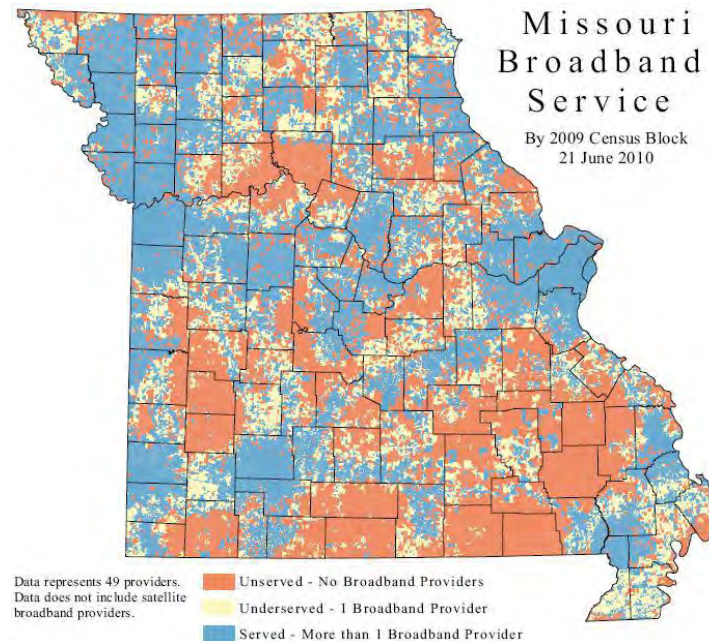 Missouri
Broadband
Service
By 2009 Census Block
21 June 2010
Data represents 49 providers.
Data does not include satellite
broadband providers.
Unserved - No Broadband Providers
Underserved - 1 Broadband Provider
Served - More than 1 Broadband Provider